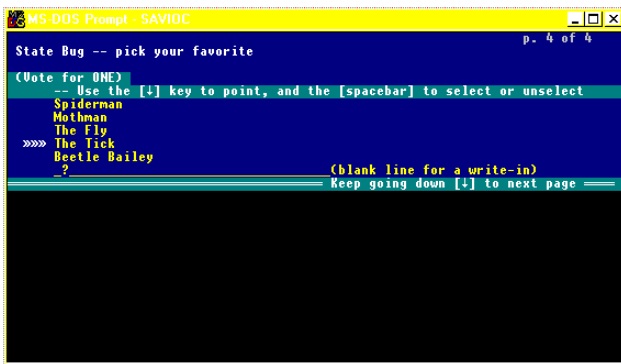 MS-DOS Prompt - SAVIOC
p. 4 of 4
State Bug -- pick your favorite
(Vote for ONE)
-- Use the [↓] key to point, and the [spacebar] to select or unselect
Spiderman
Mothman
The Fly
»»» The Tick
Beetle Bailey
_?______________________________(blank line for a write-in)
Keep going down [↓] to next page